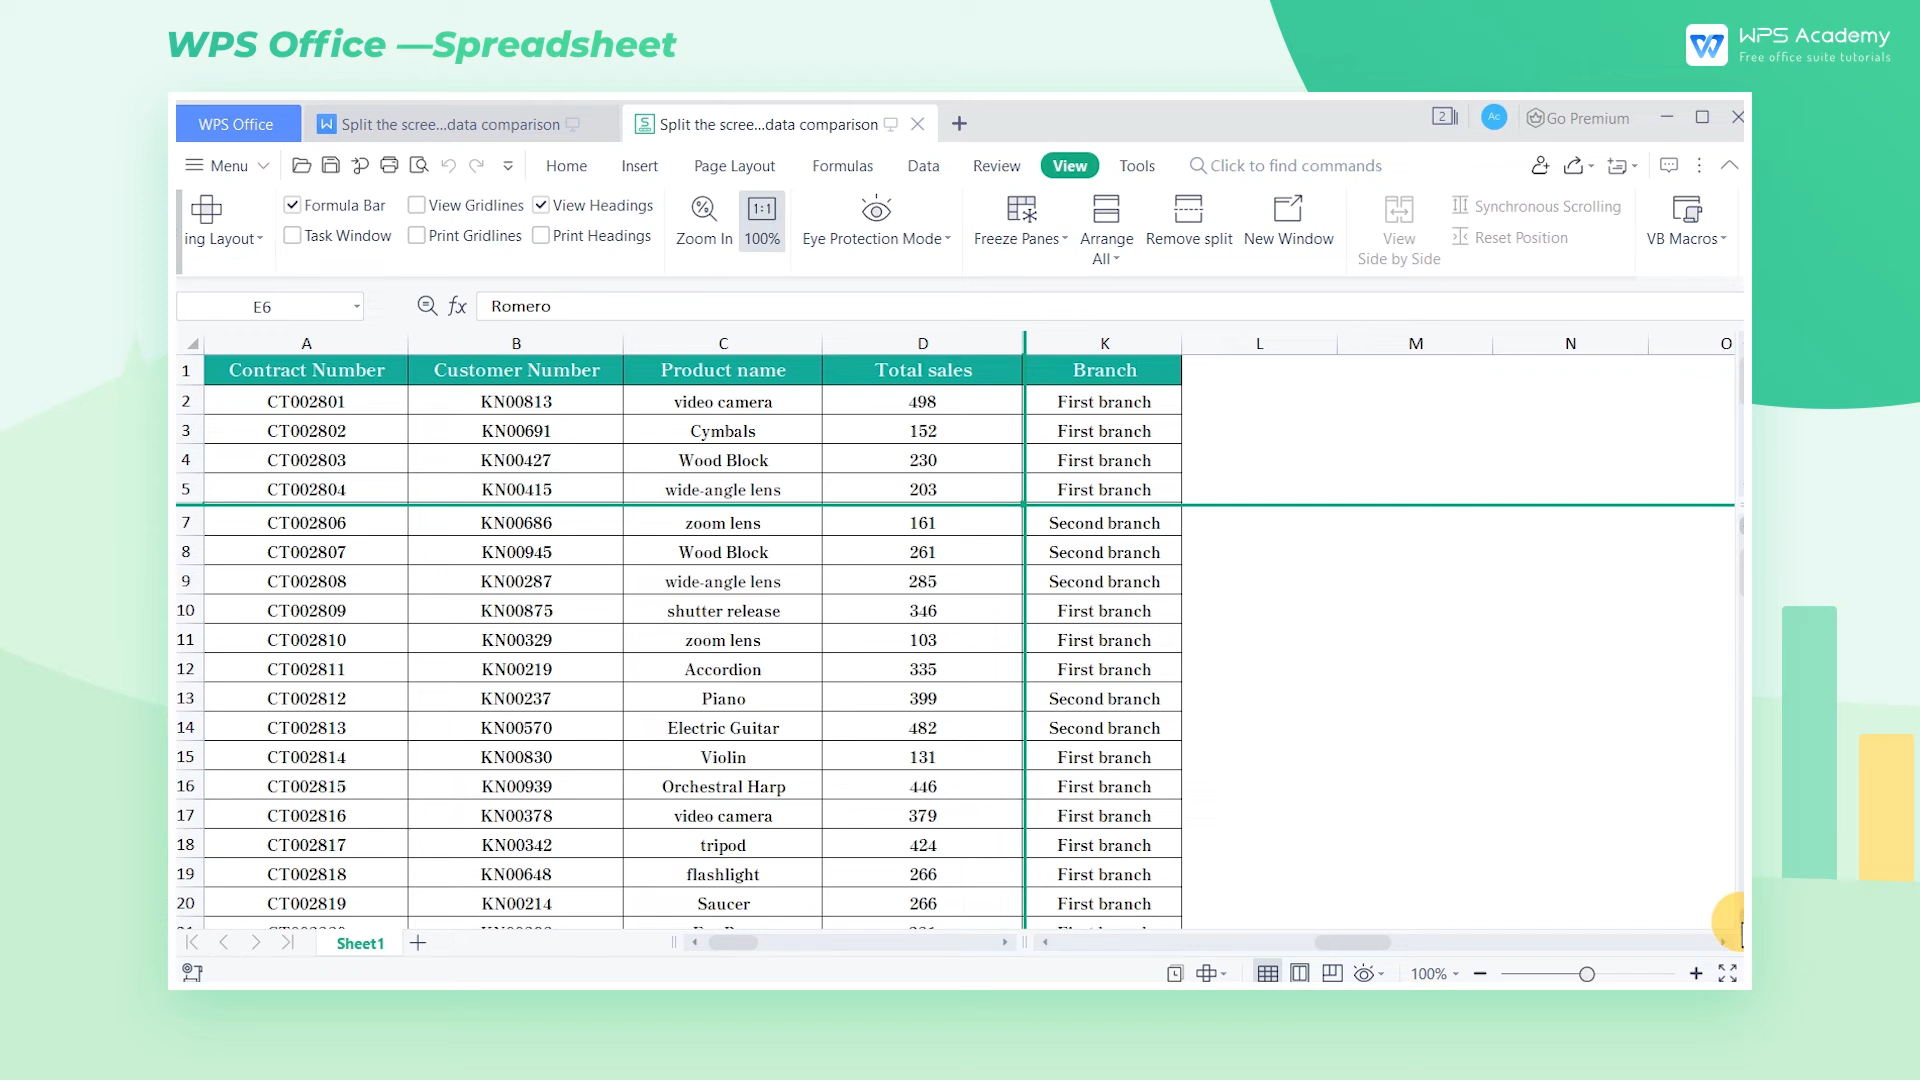 WPS Office —Spreadsheet
WPS Academy
Free office suite tutorials
WPS Office
Split the scree...data comparison
Split the scree...data comparison
2
Ac
Go Premium
Menu
Home
Insert
Page Layout
Formulas
Data
Review
View
Tools
Click to find commands
ing Layout
Formula Bar
View Gridlines
View Headings
Task Window
Print Gridlines
Print Headings
Zoom In
1:1
100%
Eye Protection Mode
Freeze Panes
Arrange
All
Remove split
New Window
View
Side by Side
Synchronous Scrolling
Reset Position
VB Macros
E6
fx
Romero
A B C D K L M N O
1 Contract Number Customer Number Product name Total sales Branch
2 CT002801 KN00813 video camera 498 First branch
3 CT002802 KN00691 Cymbals 152 First branch
4 CT002803 KN00427 Wood Block 230 First branch
5 CT002804 KN00415 wide-angle lens 203 First branch
7 CT002806 KN00686 zoom lens 161 Second branch
8 CT002807 KN00945 Wood Block 261 Second branch
9 CT002808 KN00287 wide-angle lens 285 Second branch
10 CT002809 KN00875 shutter release 346 First branch
11 CT002810 KN00329 zoom lens 103 First branch
12 CT002811 KN00219 Accordion 335 First branch
13 CT002812 KN00237 Piano 399 Second branch
14 CT002813 KN00570 Electric Guitar 482 Second branch
15 CT002814 KN00830 Violin 131 First branch
16 CT002815 KN00939 Orchestral Harp 446 First branch
17 CT002816 KN00378 video camera 379 First branch
18 CT002817 KN00342 tripod 424 First branch
19 CT002818 KN00648 flashlight 266 First branch
20 CT002819 KN00214 Saucer 266 First branch
Sheet1
100%